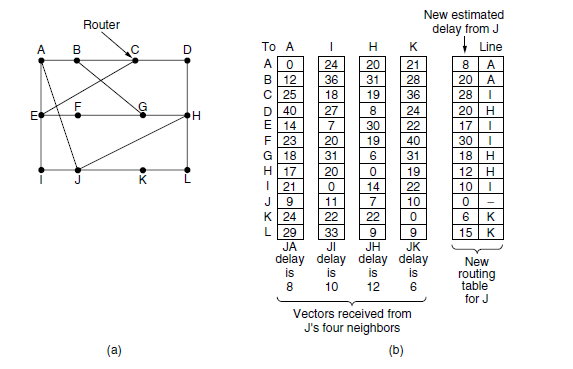 Router
A B C D
E F G H
I J K L
(a)
New estimated
delay from J
To A I H K Line
A 0 24 20 21 8 A
B 12 36 31 28 20 A
C 25 18 19 36 28 I
D 40 27 8 24 20 H
E 14 7 30 22 17 I
F 23 20 19 40 30 I
G 18 31 6 31 18 H
H 17 20 0 19 12 H
I 21 0 14 22 10 I
J 9 11 7 10 0 –
K 24 22 22 0 6 K
L 29 33 9 9 15 K
JA JI JH JK
delay delay delay delay
is is is is
8 10 12 6
New
routing
table
for J
Vectors received from
J's four neighbors
(b)